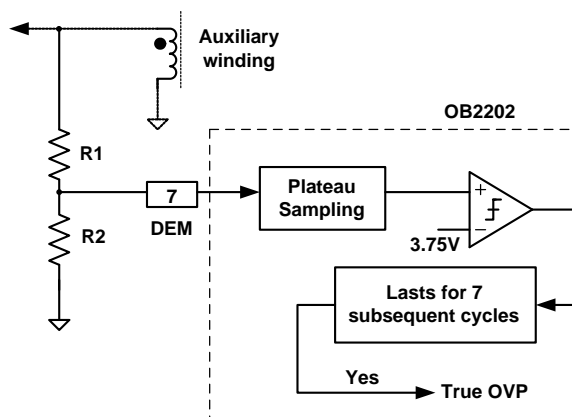 Auxiliary
winding
OB2202
R1
7
DEM
Plateau
Sampling
+
−
3.75V
R2
Lasts for 7
subsequent cycles
Yes
True OVP